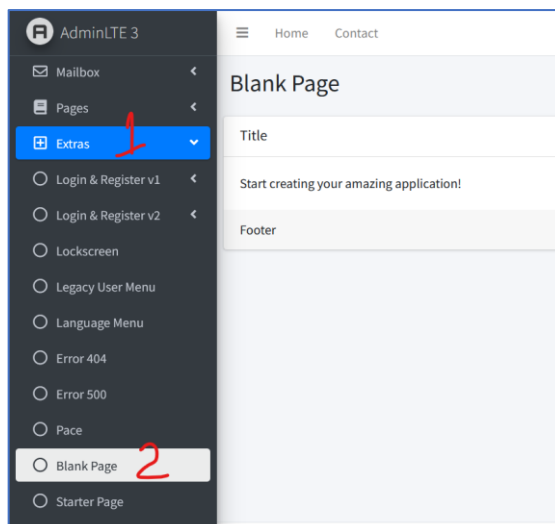 AdminLTE 3
Mailbox
Pages
Extras 1
Login & Register v1
Login & Register v2
Lockscreen
Legacy User Menu
Language Menu
Error 404
Error 500
Pace
Blank Page 2
Starter Page
Home Contact
Blank Page
Title
Start creating your amazing application!
Footer